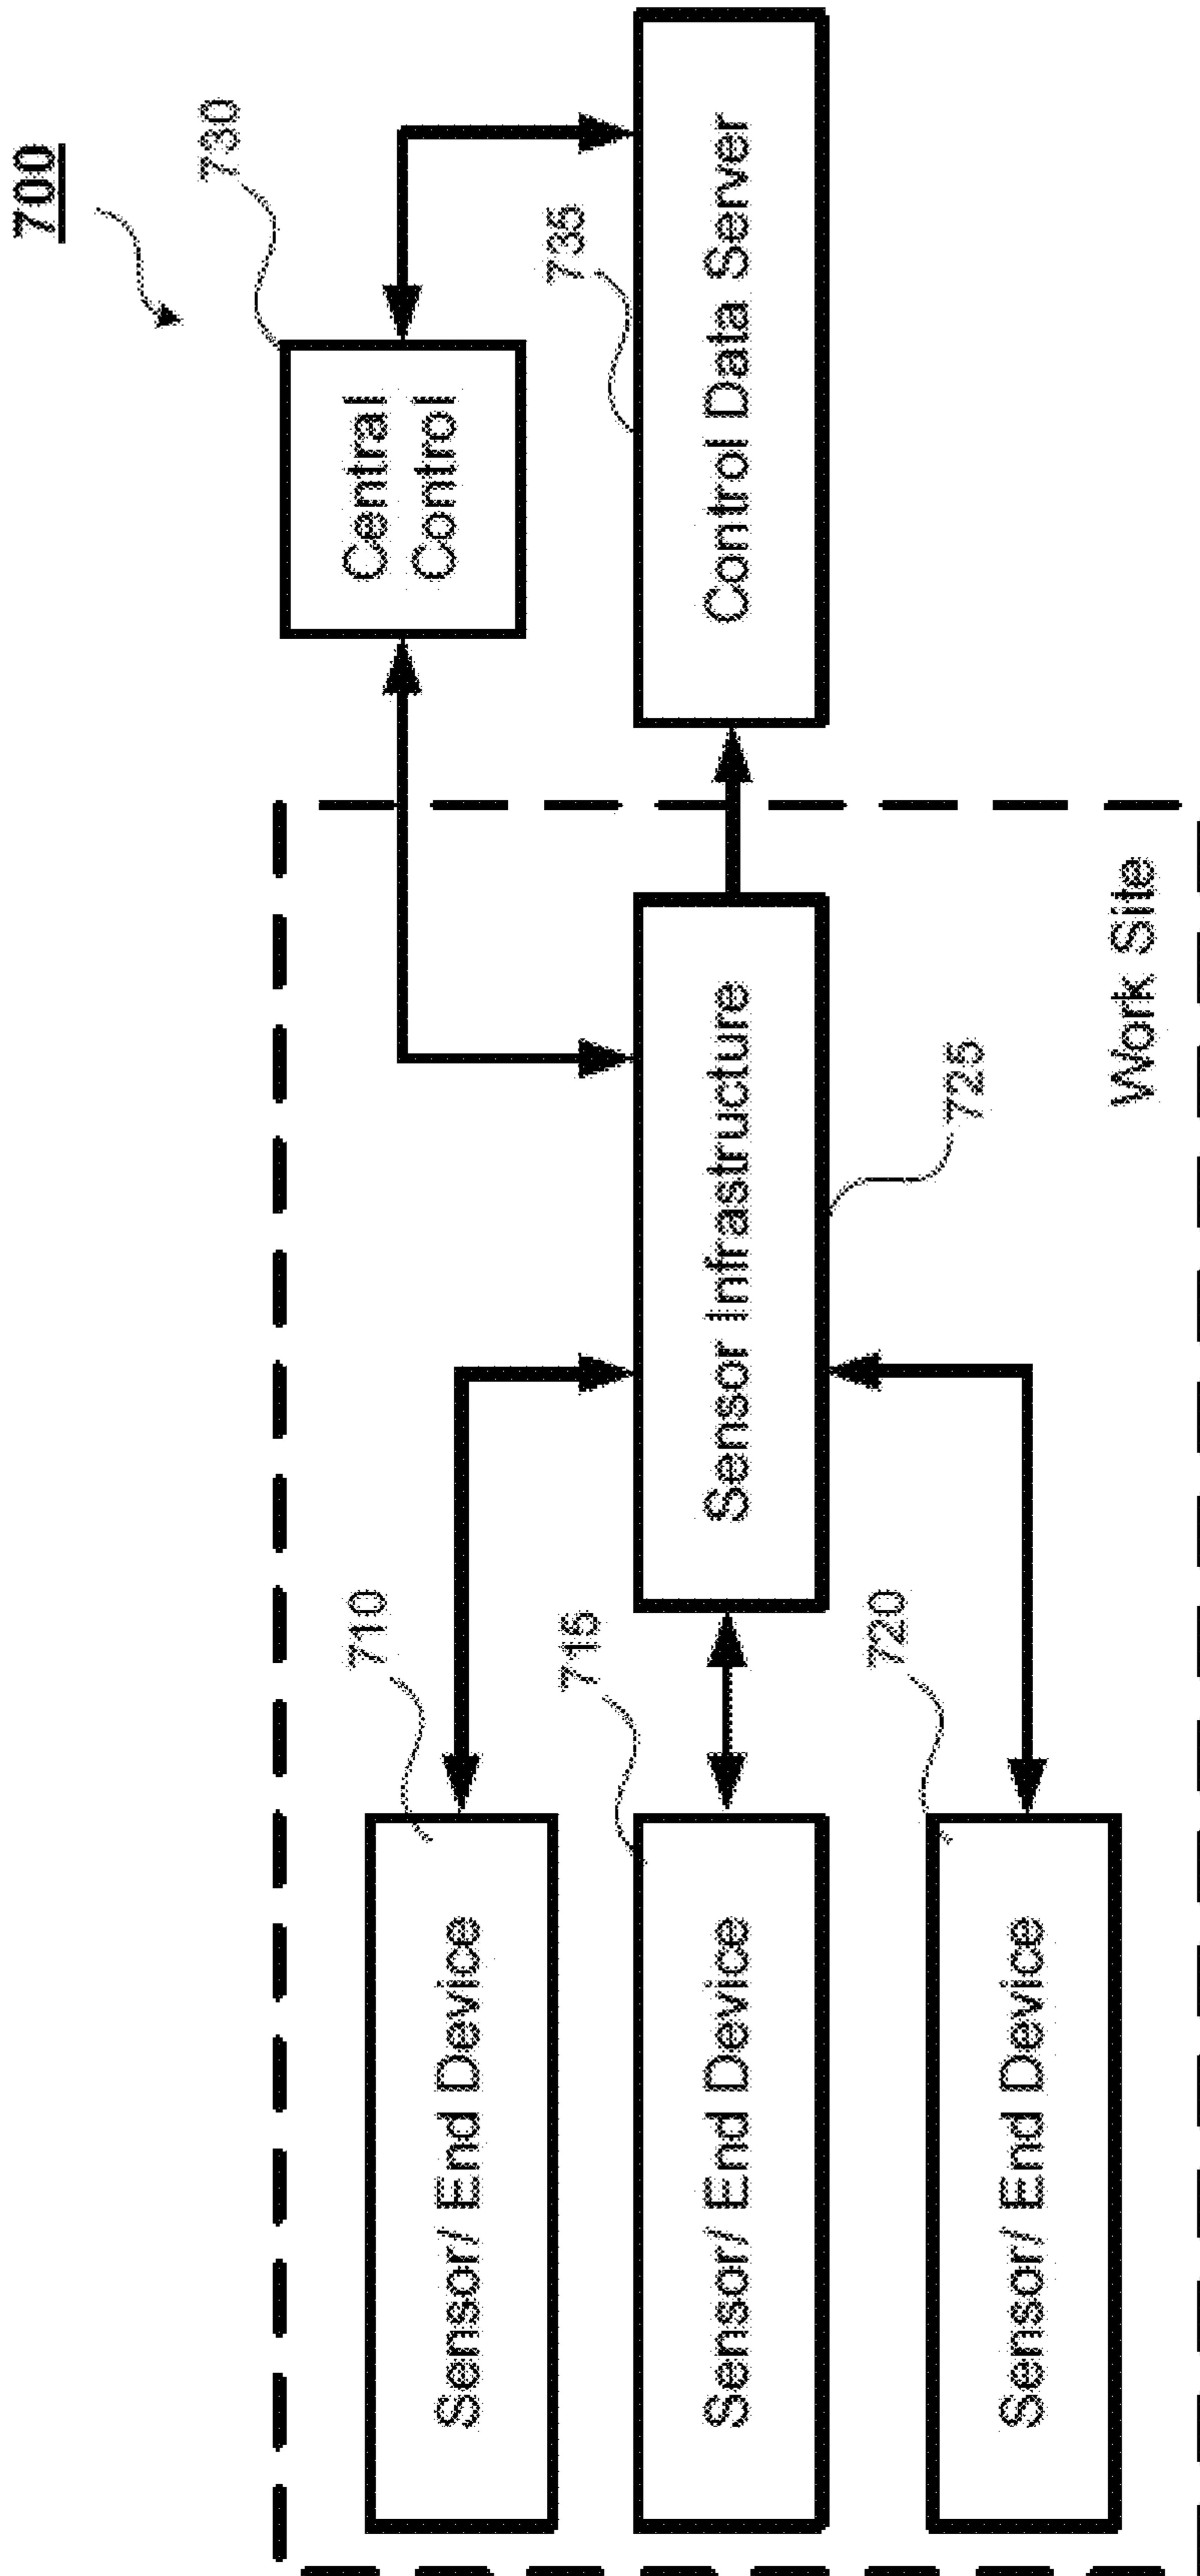 700
730
Central
Control
735
Control Data Server
710
Sensor/ End Device
715
Sensor/ End Device
720
Sensor/ End Device
Sensor Infrastructure
725
Work Site